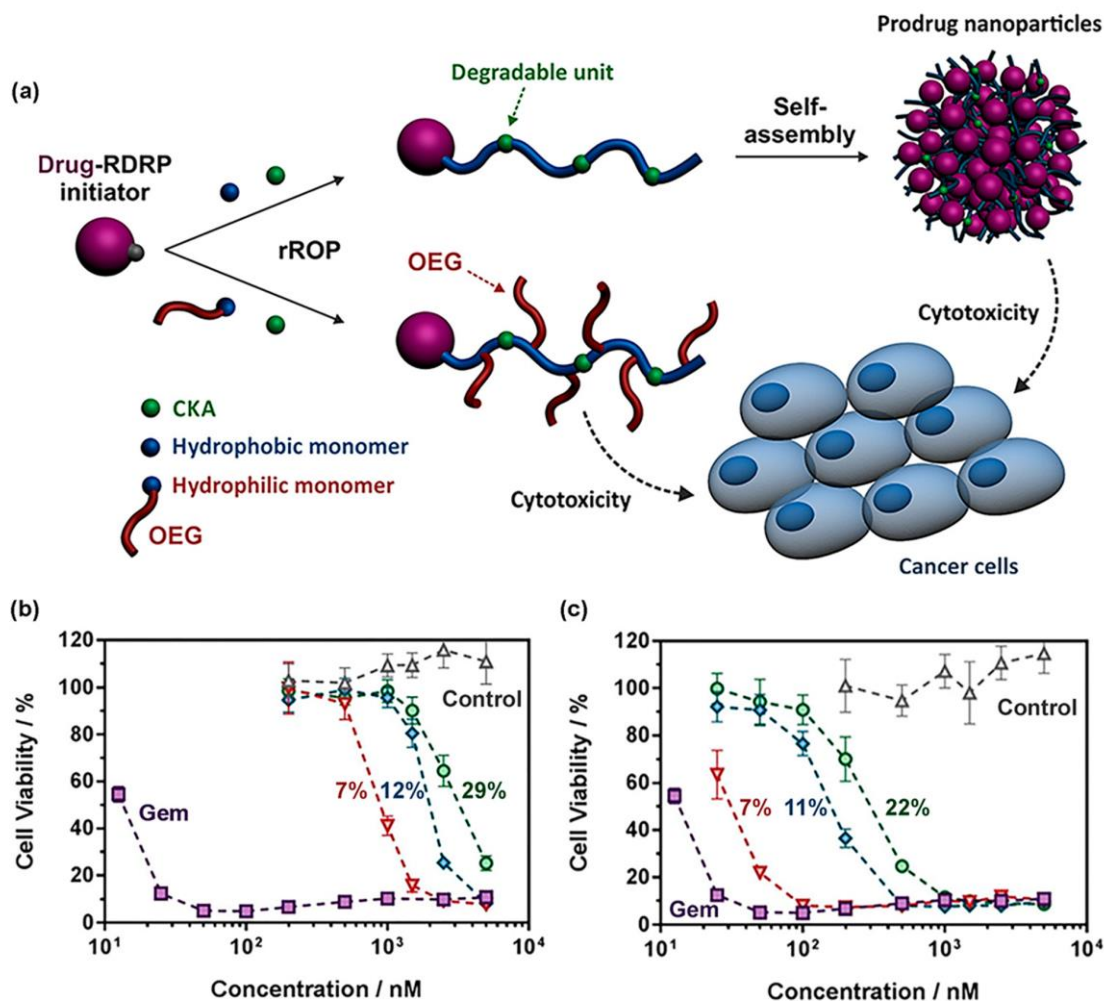 (a)
Drug-RDRP
initiator
rROP
Degradable unit
Self-
assembly
Prodrug nanoparticles
OEG
Cytotoxicity
Cytotoxicity
CKA
Hydrophobic monomer
Hydrophilic monomer
OEG
Cancer cells
(b)
Cell Viability / %
120
100
80
60
40
20
0
Control
7% 12% 29%
Gem
10¹ 10² 10³ 10⁴
Concentration / nM
(c)
Cell Viability / %
120
100
80
60
40
20
0
Control
7% 11% 22%
Gem
10¹ 10² 10³ 10⁴
Concentration / nM